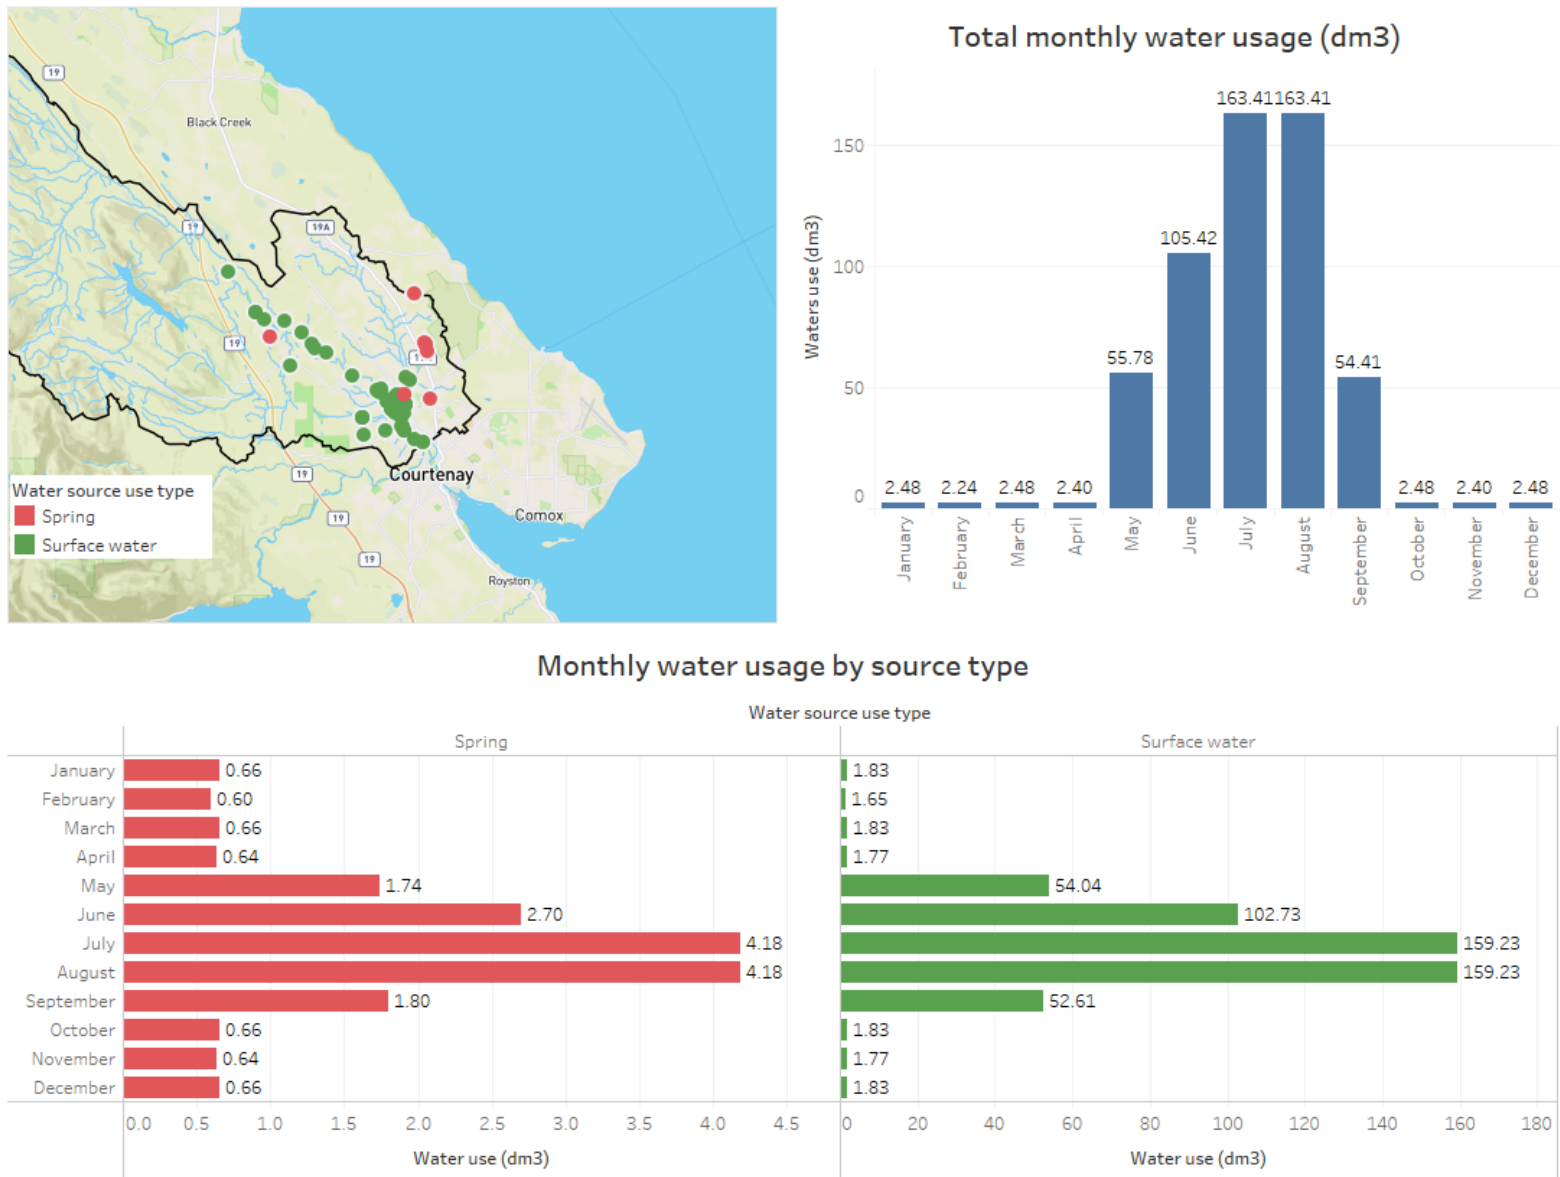 19
Black Creek
19
19A
19
Courtenay
19
Comox
19
19
Royston
Water source use type
Spring
Surface water
Total monthly water usage (dm3)
Waters use (dm3)
150
100
50
0
2.48
2.24
2.48
2.40
55.78
105.42
163.41
163.41
54.41
2.48
2.40
2.48
January
February
March
April
May
June
July
August
September
October
November
December
Monthly water usage by source type
Water source use type
Spring Surface water
January 0.66 1.83
February 0.60 1.65
March 0.66 1.83
April 0.64 1.77
May 1.74 54.04
June 2.70 102.73
July 4.18 159.23
August 4.18 159.23
September 1.80 52.61
October 0.66 1.83
November 0.64 1.77
December 0.66 1.83
0.0 0.5 1.0 1.5 2.0 2.5 3.0 3.5 4.0 4.5 0 20 40 60 80 100 120 140 160 180
Water use (dm3) Water use (dm3)